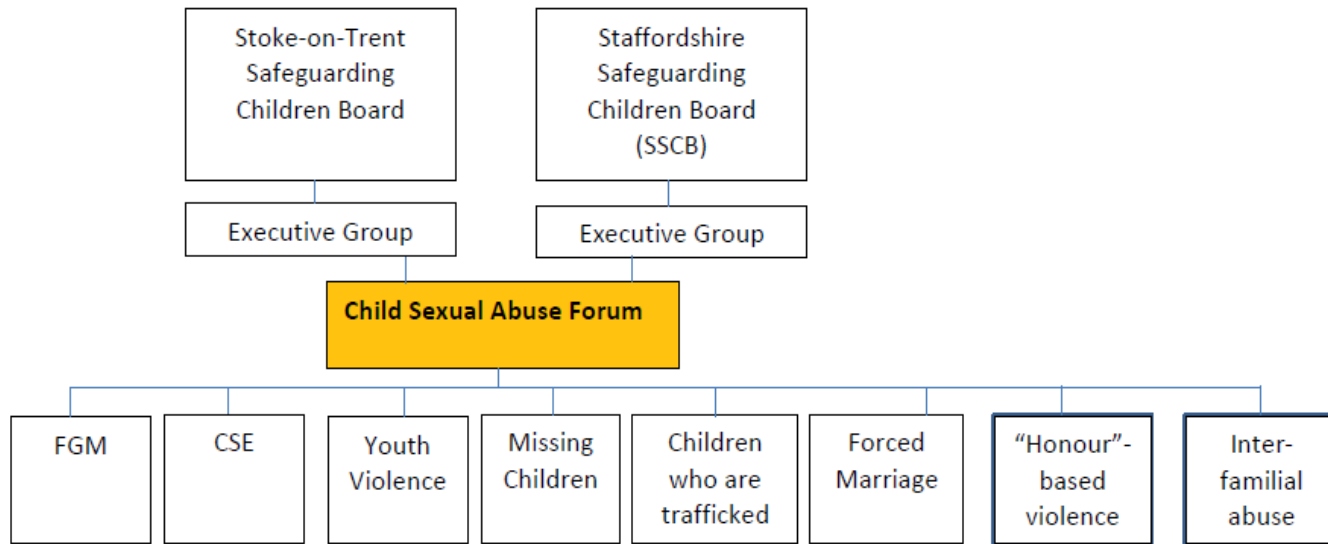 Stoke-on-Trent
Safeguarding
Children Board
Staffordshire
Safeguarding
Children Board
(SSCB)
Executive Group
Executive Group
Child Sexual Abuse Forum
FGM
CSE
Youth
Violence
Missing
Children
Children
who are
trafficked
Forced
Marriage
“Honour”-
based
violence
Inter-
familial
abuse